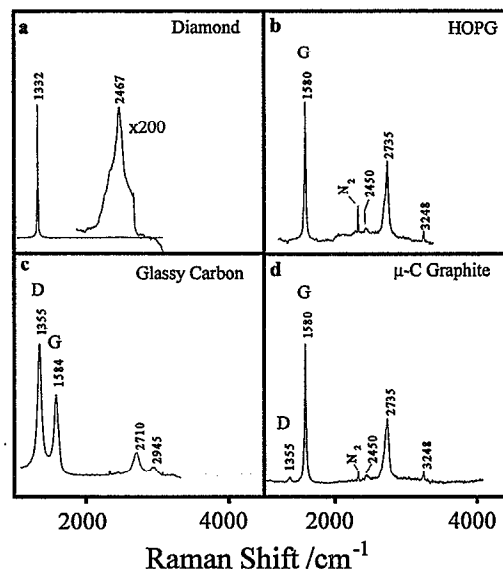 a Diamond
1332
2467
x200
b HOPG
G
1580
N2
2450
2735
3248
c Glassy Carbon
D
1355
G
1584
2710
2945
d μ-C Graphite
G
1580
D
1355
N2
2450
2735
3248
2000 4000 2000 4000
Raman Shift /cm-1